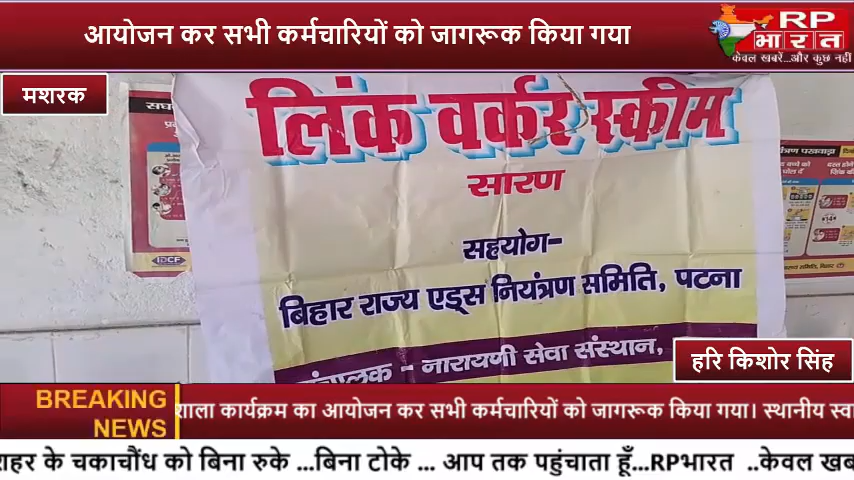 आयोजन कर सभी कर्मचारियों को जागरूक किया गया
RP
भारत
केवल खबरें...और कुछ नहीं
मशरक
लिंक वर्कर स्कीम
सारण
सहयोग-
बिहार राज्य एड्स नियंत्रण समिति, पटना
संचालक - नारायणी सेवा संस्थान,
IDCF
हरि किशोर सिंह
BREAKING NEWS
शाला कार्यक्रम का आयोजन कर सभी कर्मचारियों को जागरूक किया गया। स्थानीय स्वा
शहर के चकाचौंध को बिना रुके ...बिना टोके ... आप तक पहुंचाता हूँ...RPभारत ..केवल खब